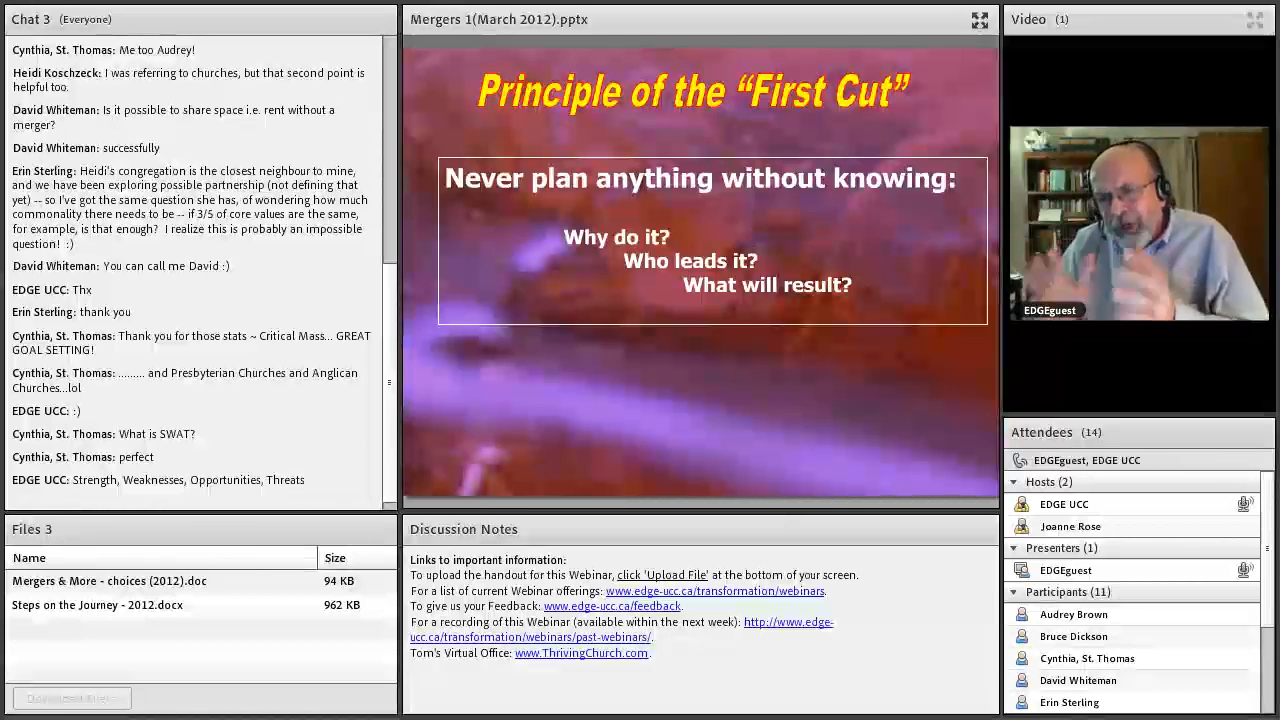 Chat 3 (Everyone)
Cynthia, St. Thomas: Me too Audrey!
Heidi Koschzeck: I was referring to churches, but that second point is
helpful too.
David Whiteman: Is it possible to share space i.e. rent without a
merger?
David Whiteman: successfully
Erin Sterling: Heidi's congregation is the closest neighbour to mine,
and we have been exploring possible partnership (not defining that
yet) -- so I've got the same question she has, of wondering how much
commonality there needs to be -- if 3/5 of core values are the same,
for example, is that enough? I realize this is probably an impossible
question! :)
David Whiteman: You can call me David :)
EDGE UCC: Thx
Erin Sterling: thank you
Cynthia, St. Thomas: Thank you for those stats ~ Critical Mass... GREAT
GOAL SETTING!
Cynthia, St. Thomas: ......... and Presbyterian Churches and Anglican
Churches...lol
EDGE UCC: :)
Cynthia, St. Thomas: What is SWAT?
Cynthia, St. Thomas: perfect
EDGE UCC: Strength, Weaknesses, Opportunities, Threats
Files 3
Name Size
Mergers & More - choices (2012).doc 94 KB
Steps on the Journey - 2012.docx 962 KB
Mergers 1(March 2012).pptx
Principle of the “First Cut”
Never plan anything without knowing:
Why do it?
Who leads it?
What will result?
Discussion Notes
Links to important information:
To upload the handout for this Webinar, click 'Upload File' at the bottom of your screen.
For a list of current Webinar offerings: www.edge-ucc.ca/transformation/webinars.
To give us your Feedback: www.edge-ucc.ca/feedback.
For a recording of this Webinar (available within the next week): http://www.edge-
ucc.ca/transformation/webinars/past-webinars/.
Tom's Virtual Office: www.ThrivingChurch.com.
Video (1)
EDGEguest
Attendees (14)
EDGEguest, EDGE UCC
Hosts (2)
EDGE UCC
Joanne Rose
Presenters (1)
EDGEguest
Participants (11)
Audrey Brown
Bruce Dickson
Cynthia, St. Thomas
David Whiteman
Erin Sterling